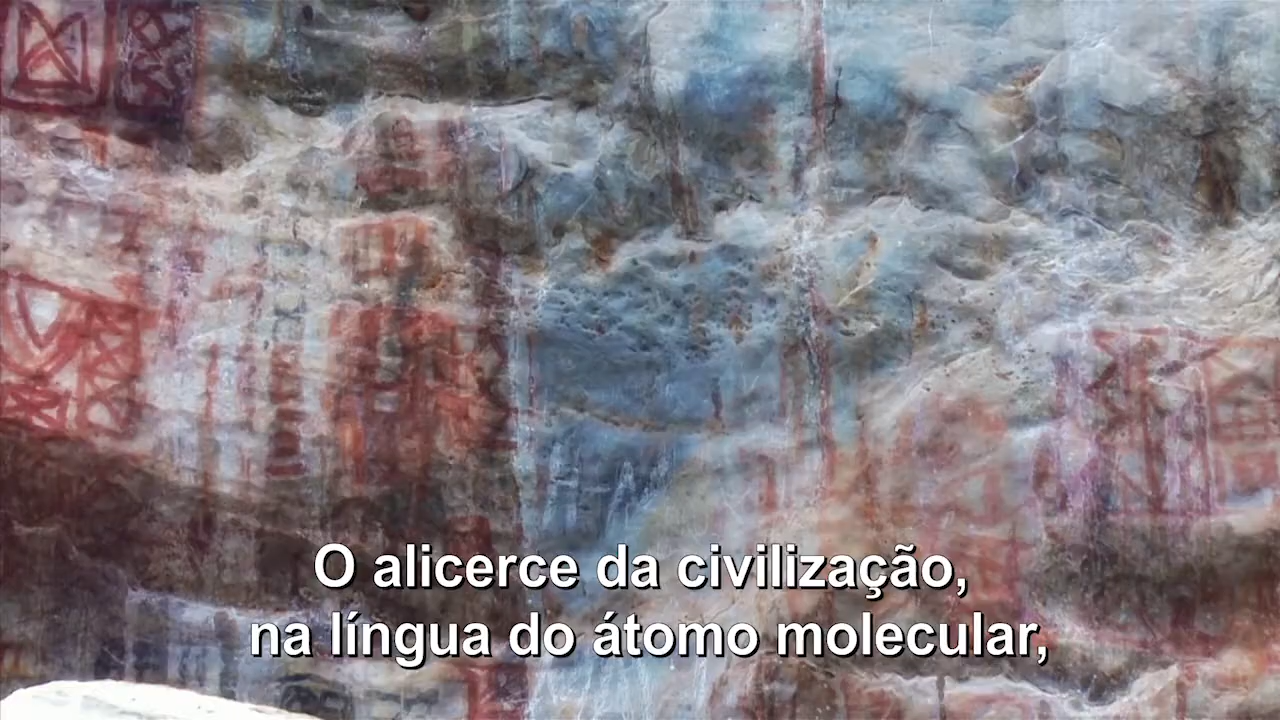 O alicerce da civilização,
na língua do átomo molecular,